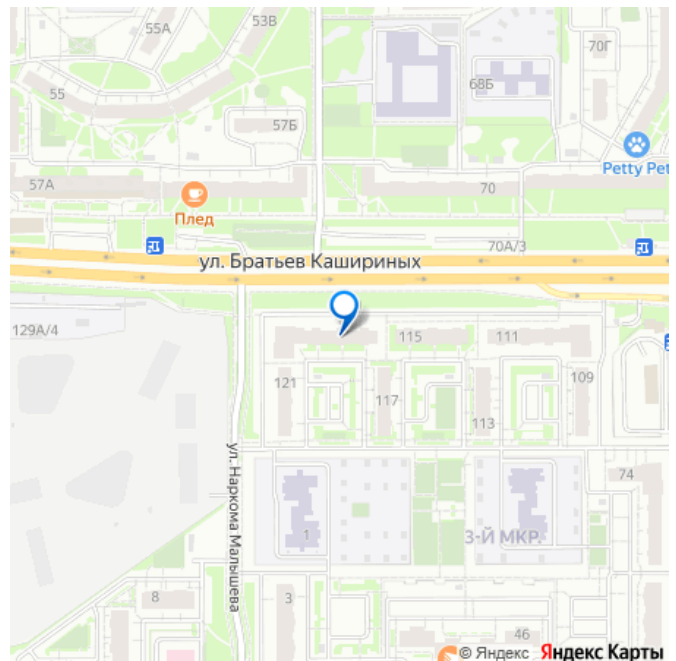 55А
53В
70Г
55
68Б
57Б
Petty Pet
57А
70
Плед
70А/3
ул. Братьев Кашириных
129А/4
115
111
121
117
109
113
ул. Наркома Малышева
74
1
3-Й МКР.
8
3
46
© Яндекс Яндекс Карты